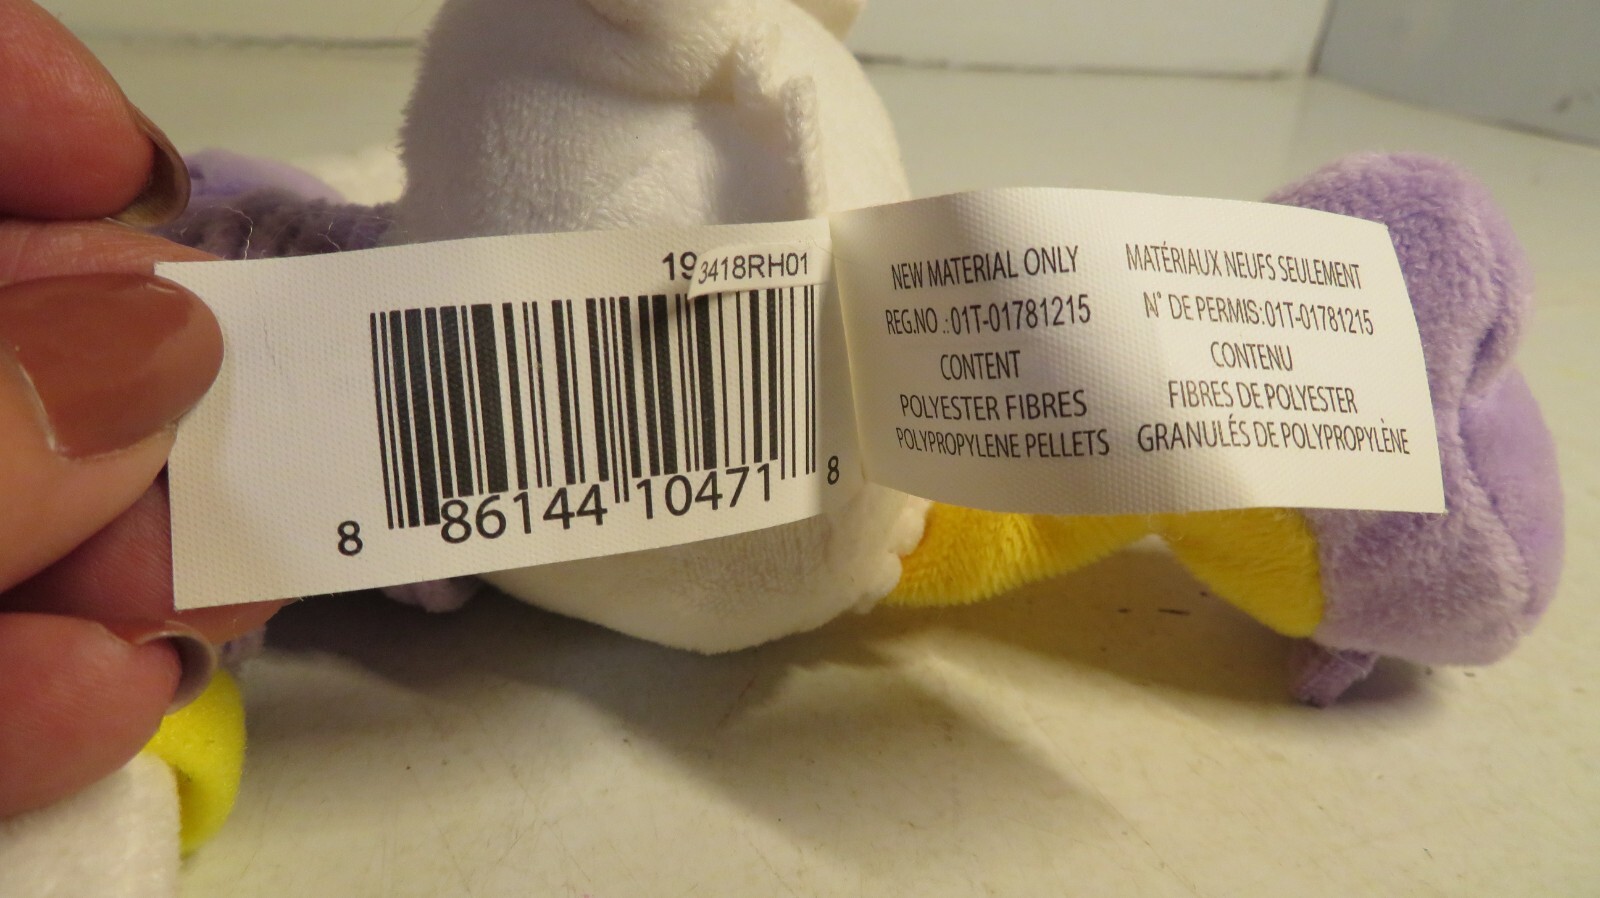 19
3418RH01
8 86144 10471 8
NEW MATERIAL ONLY
REG.NO .:01T-01781215
CONTENT
POLYESTER FIBRES
POLYPROPYLENE PELLETS
MATÉRIAUX NEUFS SEULEMENT
N° DE PERMIS:01T-01781215
CONTENU
FIBRES DE POLYESTER
GRANULÉS DE POLYPROPYLÈNE